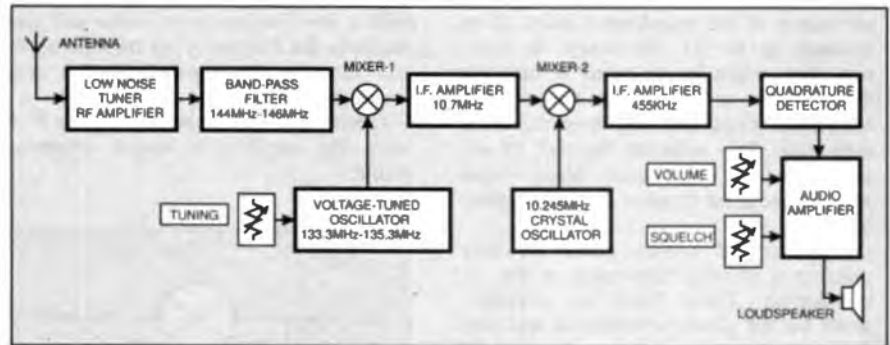 ANTENNA
LOW NOISE
TUNER
RF AMPLIFIER
BAND-PASS
FILTER
144MHz-146MHz
MIXER-1
I.F. AMPLIFIER
10.7MHz
MIXER-2
I.F. AMPLIFIER
455KHz
QUADRATURE
DETECTOR
TUNING
VOLTAGE-TUNED
OSCILLATOR
133.3MHz-135.3MHz
10.245MHz
CRYSTAL
OSCILLATOR
VOLUME
SQUELCH
AUDIO
AMPLIFIER
LOUDSPEAKER